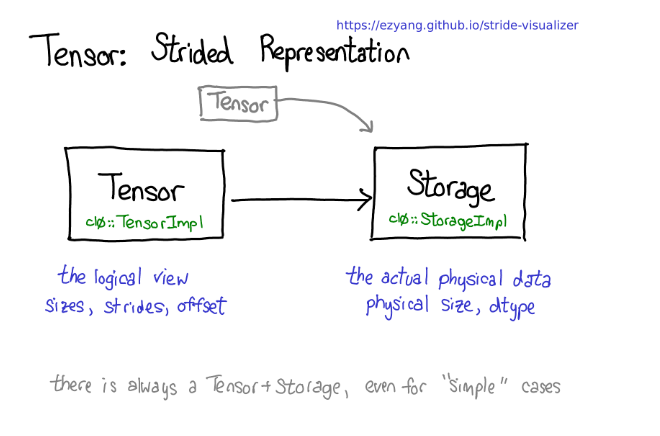 https://ezyang.github.io/stride-visualizer
Tensor: Strided Representation
Tensor
Tensor
c10::TensorImpl
Storage
c10::StorageImpl
the logical view
sizes, strides, offset
the actual physical data
physical size, dtype
there is always a Tensor+Storage, even for "simple" cases